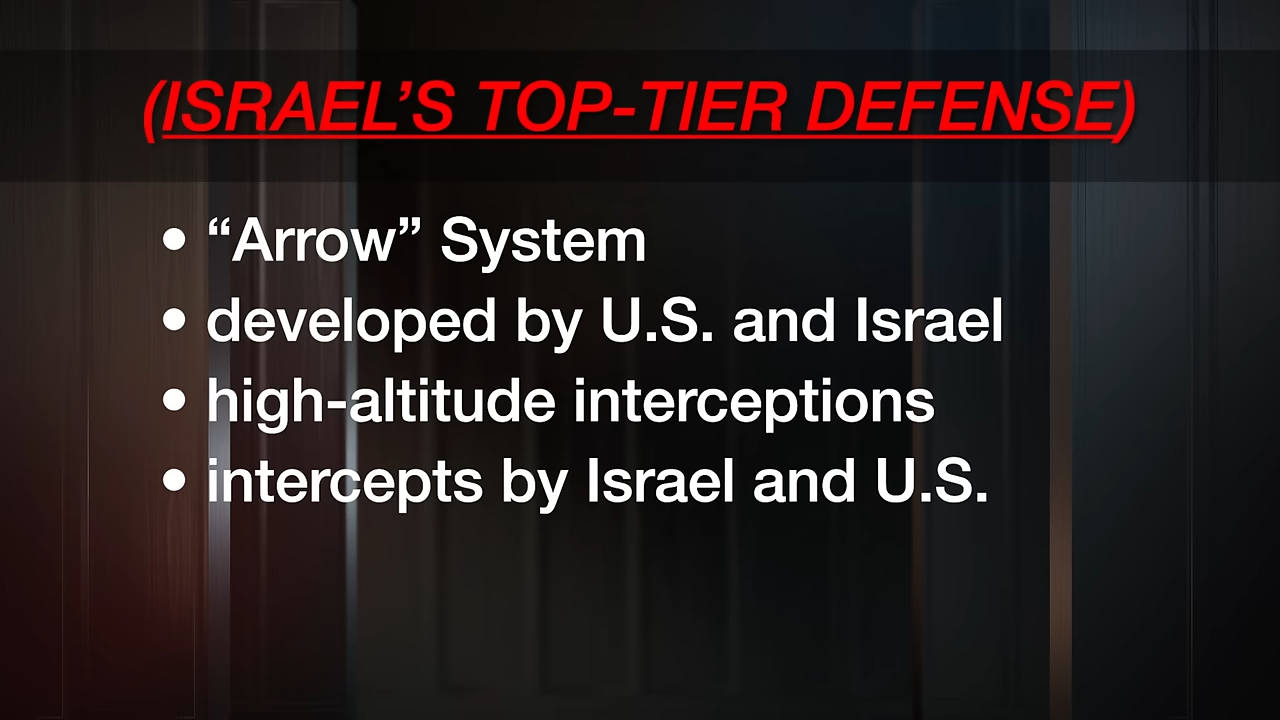 (ISRAEL’S TOP-TIER DEFENSE)
• “Arrow” System
• developed by U.S. and Israel
• high-altitude interceptions
• intercepts by Israel and U.S.